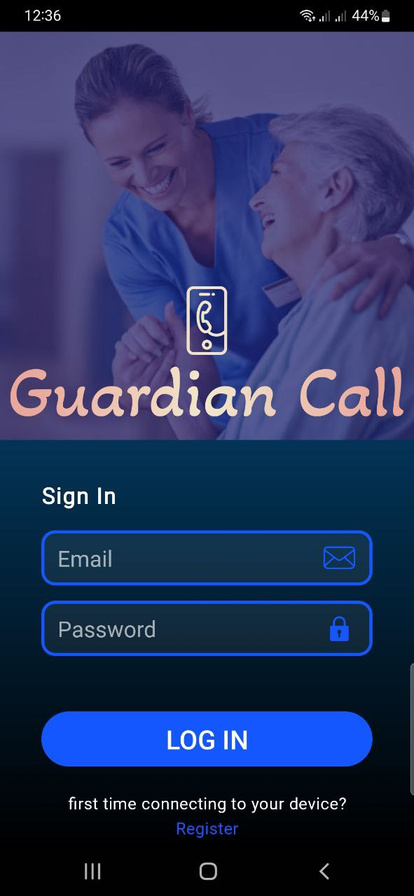 12:36
44%
Guardian Call
Sign In
Email
Password
LOG IN
first time connecting to your device?
Register